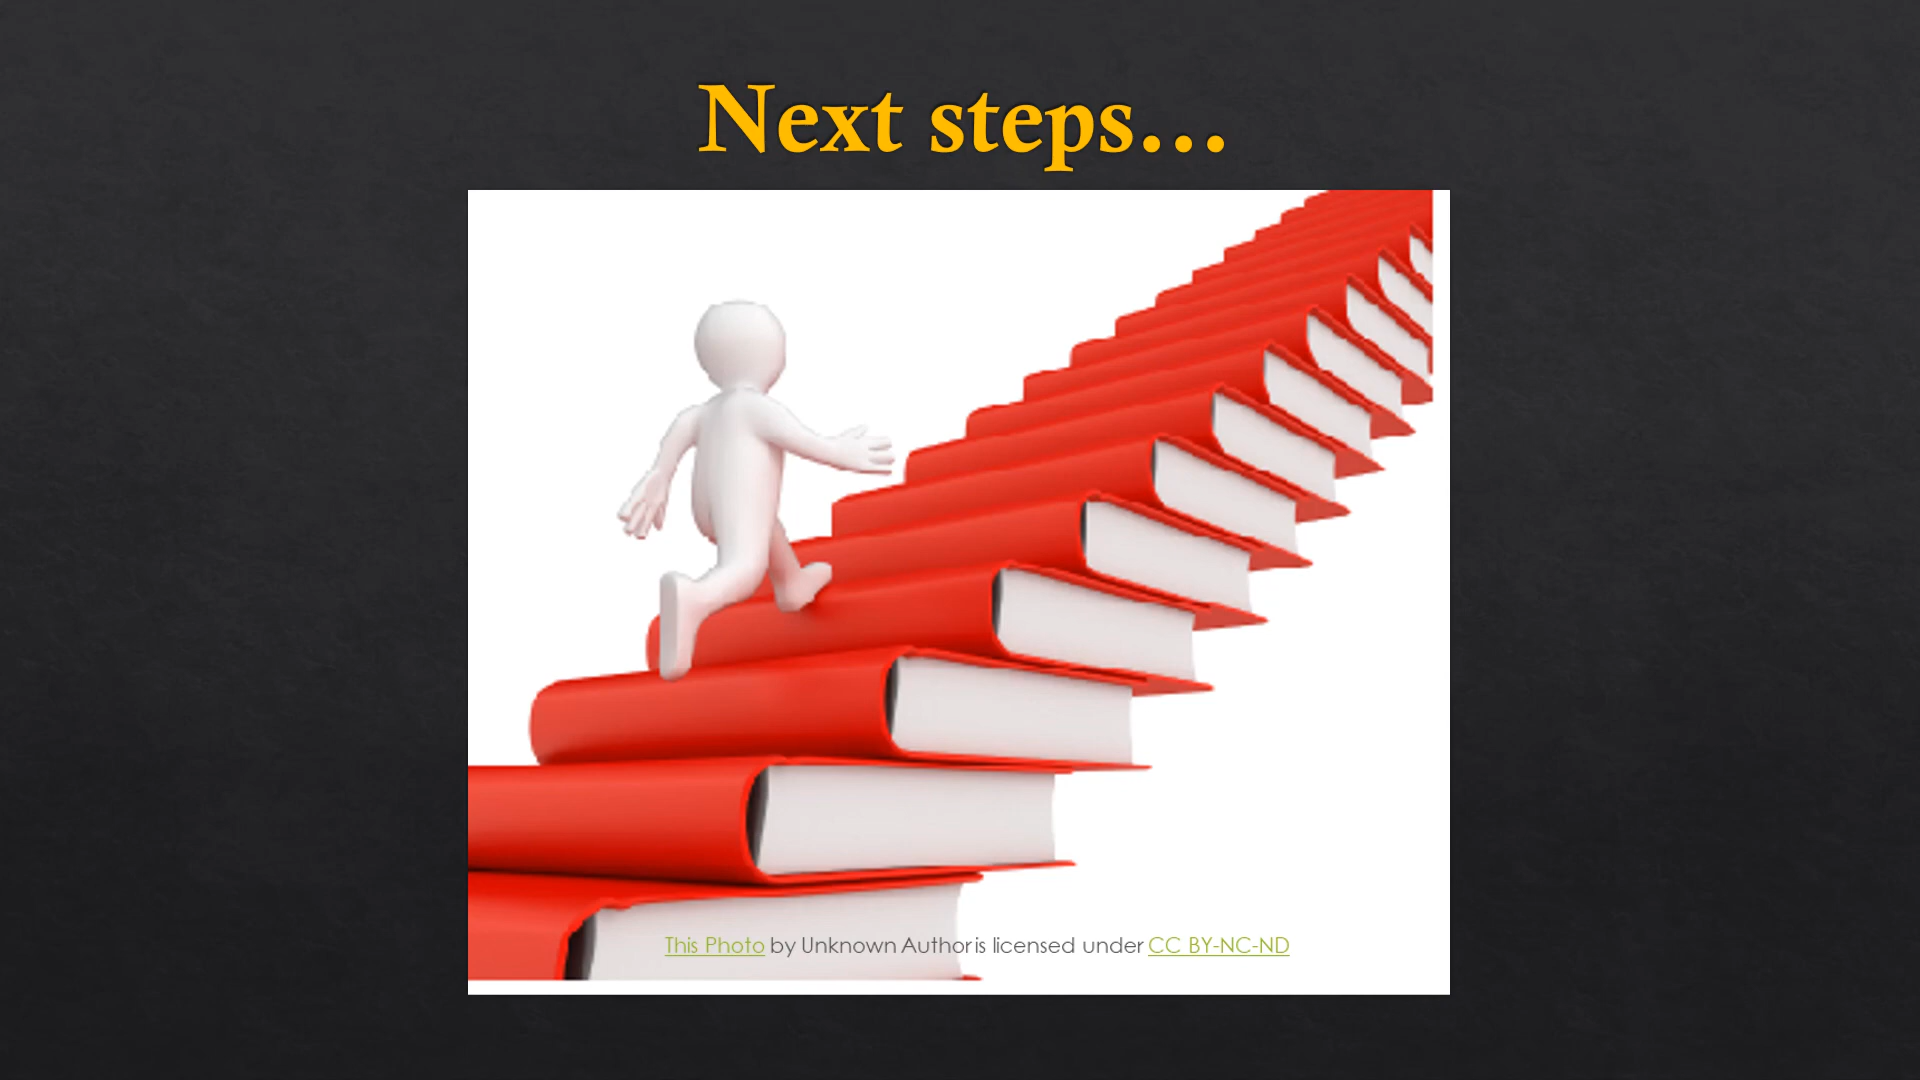 Next steps…
This Photo by Unknown Author is licensed under CC BY-NC-ND